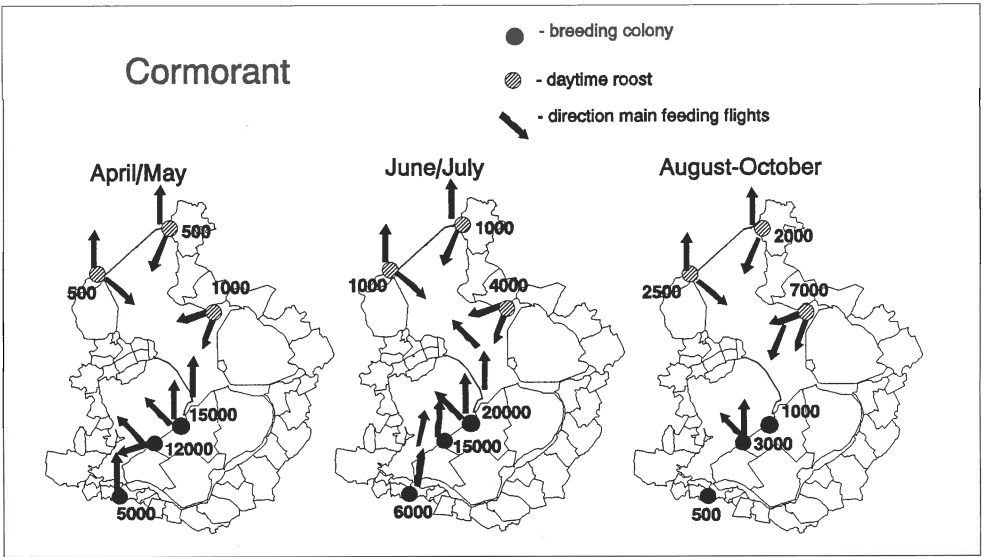 Cormorant
- breeding colony
- daytime roost
- direction main feeding flights
April/May
500
500
1000
15000
12000
5000
June/July
1000
1000
4000
20000
15000
6000
August-October
2000
2500
7000
1000
3000
500